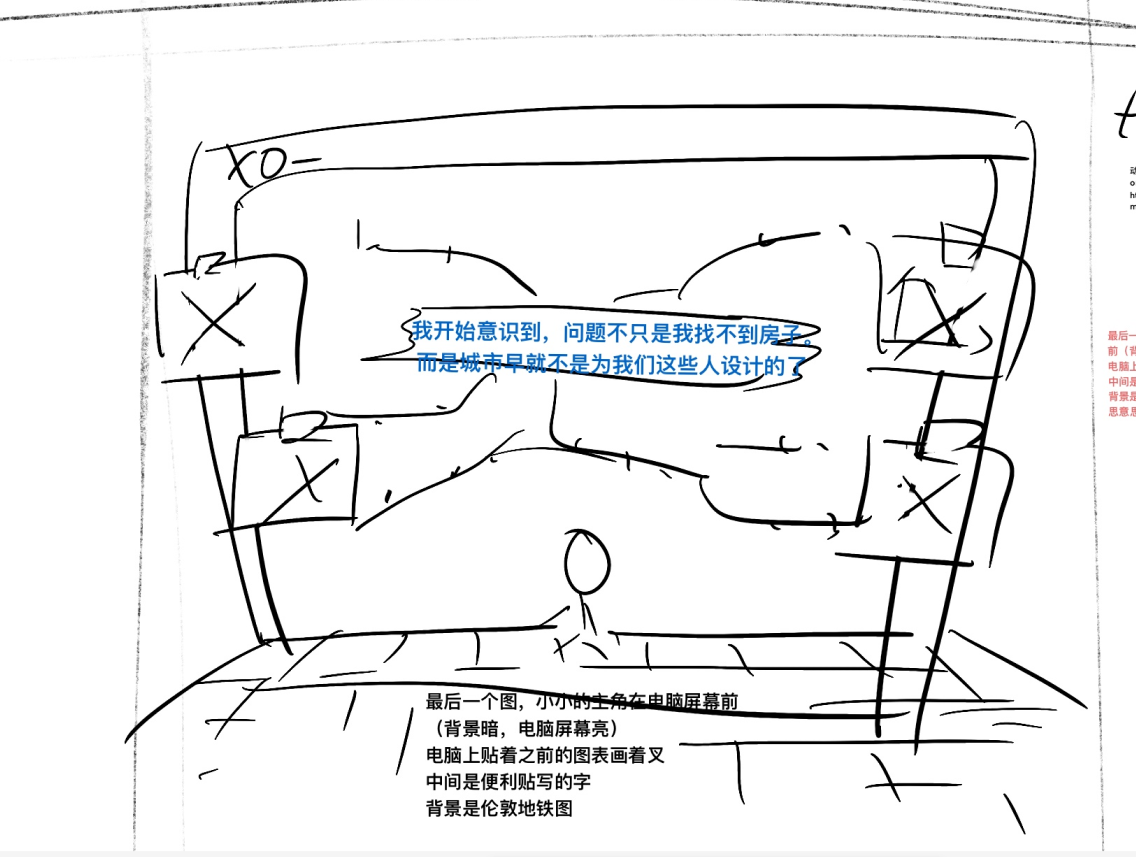 XO-
我开始意识到，问题不只是我找不到房子。
而是城市早就不是为我们这些人设计的了
最后一
前（背
电脑上
中间是
背景是
思意思
最后一个图，小小的主角在电脑屏幕前
（背景暗，电脑屏幕亮）
电脑上贴着之前的图表画着叉
中间是便利贴写的字
背景是伦敦地铁图